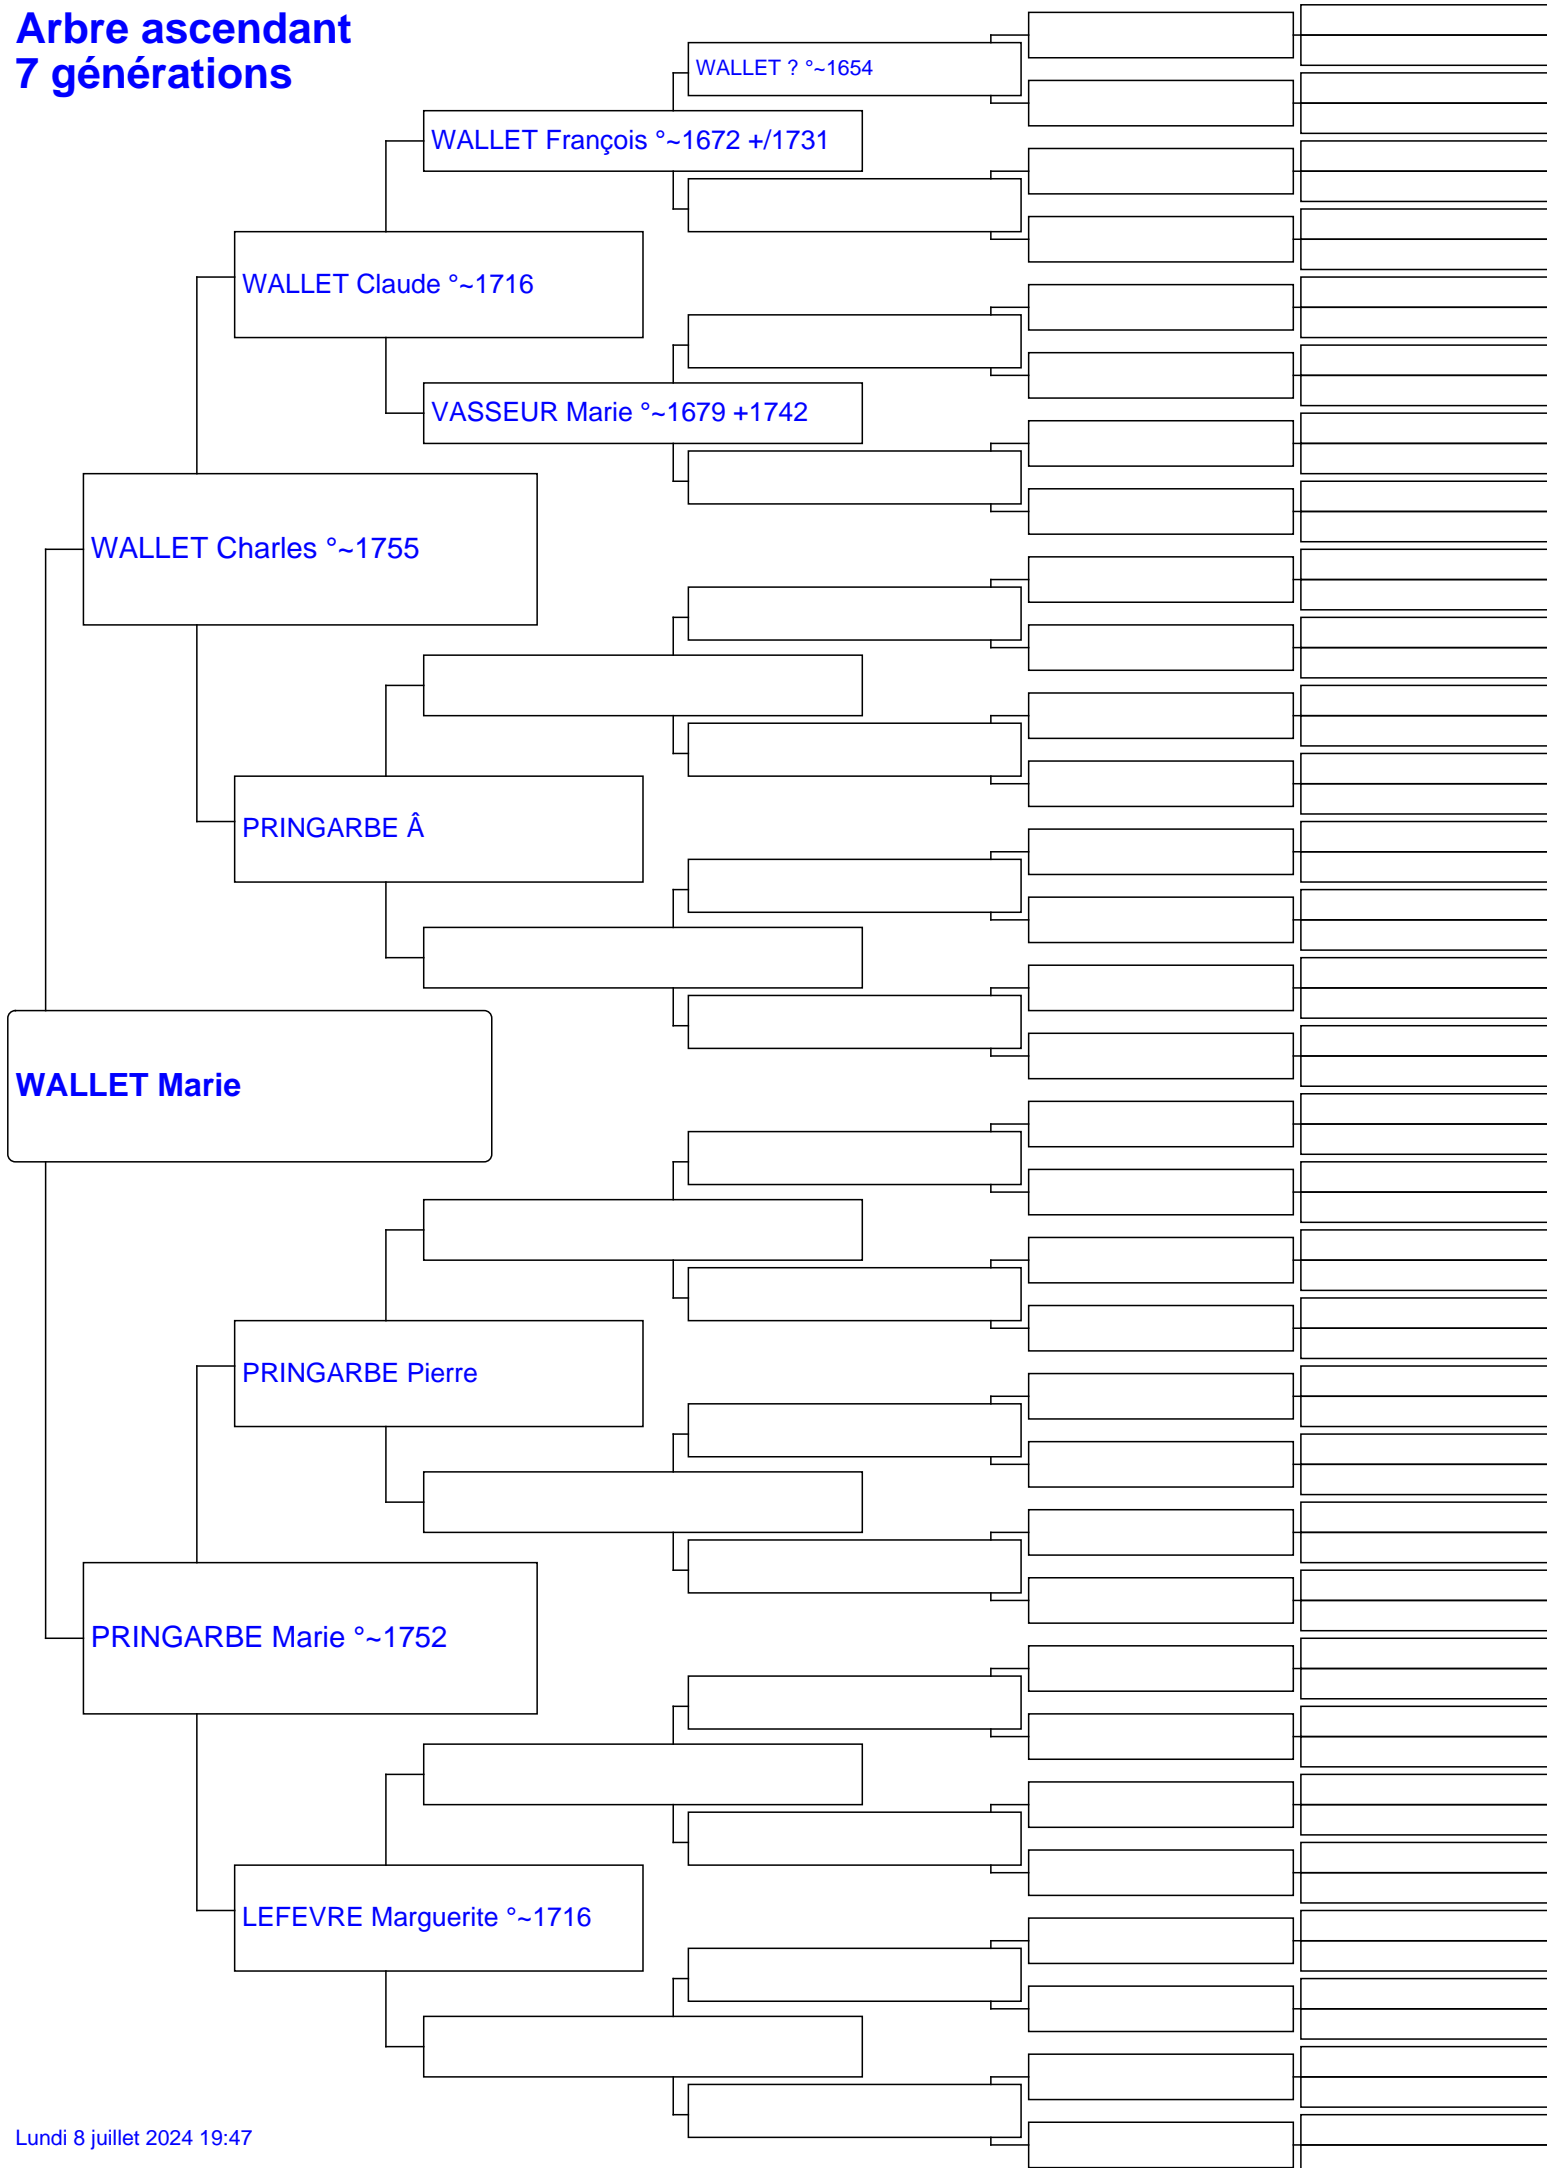 Arbre ascendant
7 générations
WALLET ? °~1654
WALLET François °~1672 +/1731
WALLET Claude °~1716
VASSEUR Marie °~1679 +1742
WALLET Charles °~1755
PRINGARBE Â
WALLET Marie
PRINGARBE Pierre
PRINGARBE Marie °~1752
LEFEVRE Marguerite °~1716
Lundi 8 juillet 2024 19:47